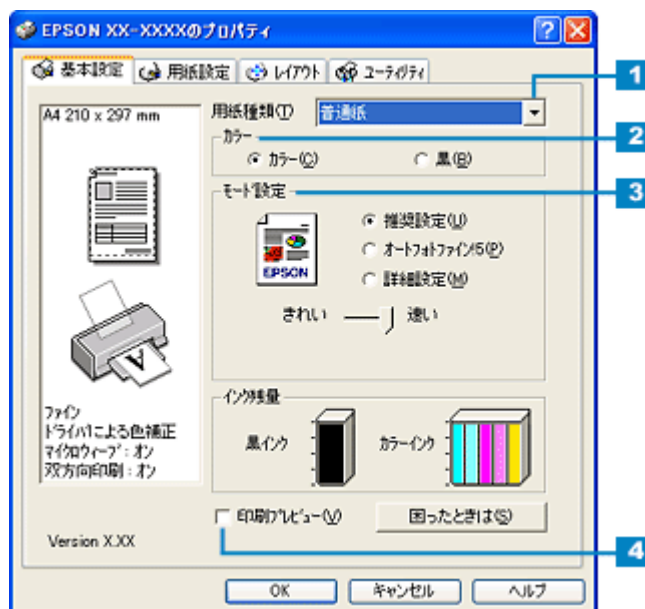 EPSON XX-XXXXのプロパティ
基本設定 用紙設定 レイアウト ユーティリティ
1
A4 210 x 297 mm
用紙種類(T) 普通紙
カラー
2
カラー(C) 黒(B)
モード設定
3
推奨設定(U)
オートフォトファイン!5(P)
EPSON
詳細設定(M)
きれい 速い
A
インク残量
ファイン
ドライバによる色補正
マイクロウィーブ:オン
双方向印刷:オン
黒インク カラーインク
印刷プレビュー(V) 困ったときは(S)
Version X.XX
4
OK キャンセル ヘルプ